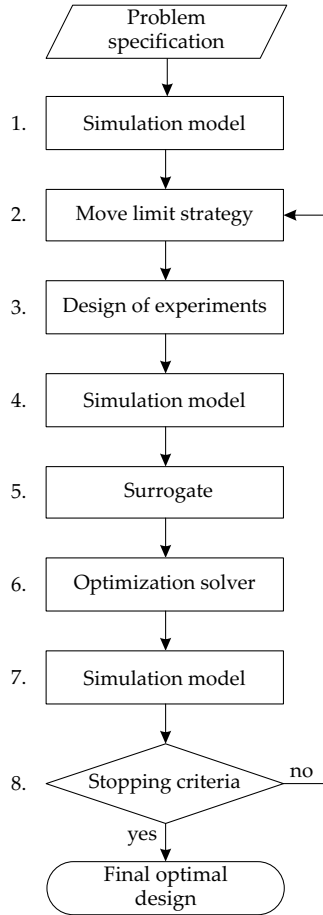 Problem
specification
1. Simulation model
2. Move limit strategy
3. Design of experiments
4. Simulation model
5. Surrogate
6. Optimization solver
7. Simulation model
8. Stopping criteria no
yes
Final optimal
design